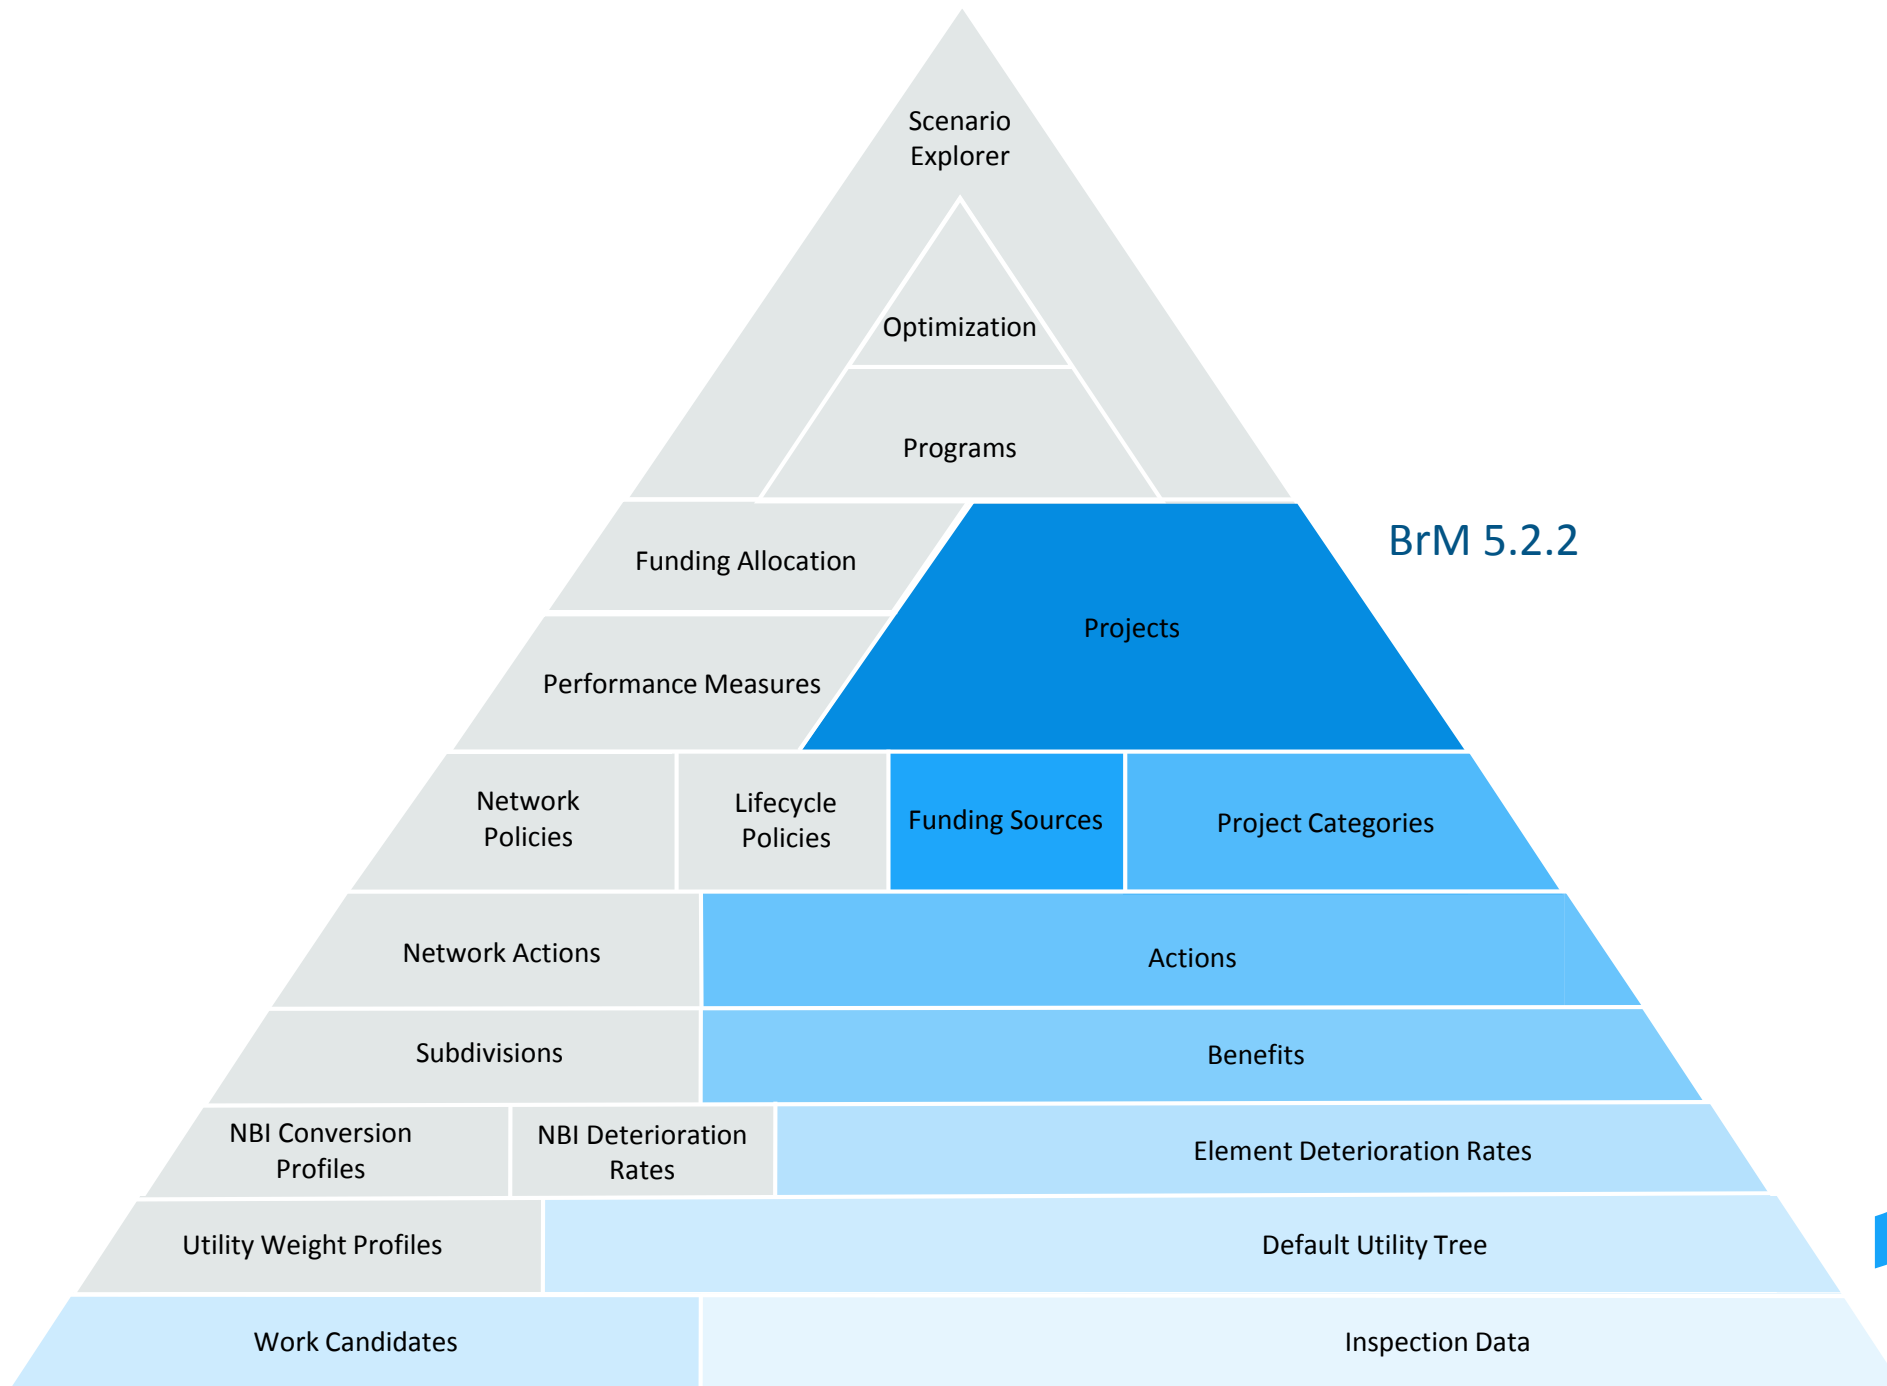 Scenario
Explorer
Optimization
Programs
BrM 5.2.2
Funding Allocation
Projects
Performance Measures
Network
Policies
Lifecycle
Policies
Funding Sources
Project Categories
Network Actions
Actions
Subdivisions
Benefits
NBI Conversion
Profiles
NBI Deterioration
Rates
Element Deterioration Rates
Utility Weight Profiles
Default Utility Tree
Work Candidates
Inspection Data